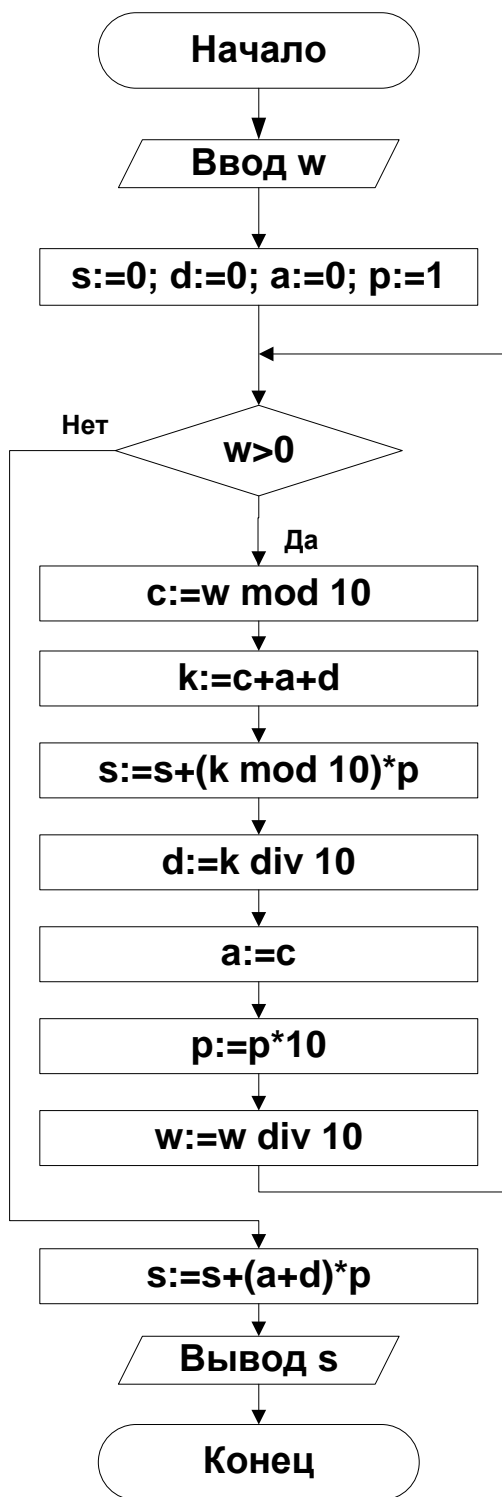 Начало
Ввод w
s:=0; d:=0; a:=0; p:=1
Нет
w>0
Да
c:=w mod 10
k:=c+a+d
s:=s+(k mod 10)*p
d:=k div 10
a:=c
p:=p*10
w:=w div 10
s:=s+(a+d)*p
Вывод s
Конец